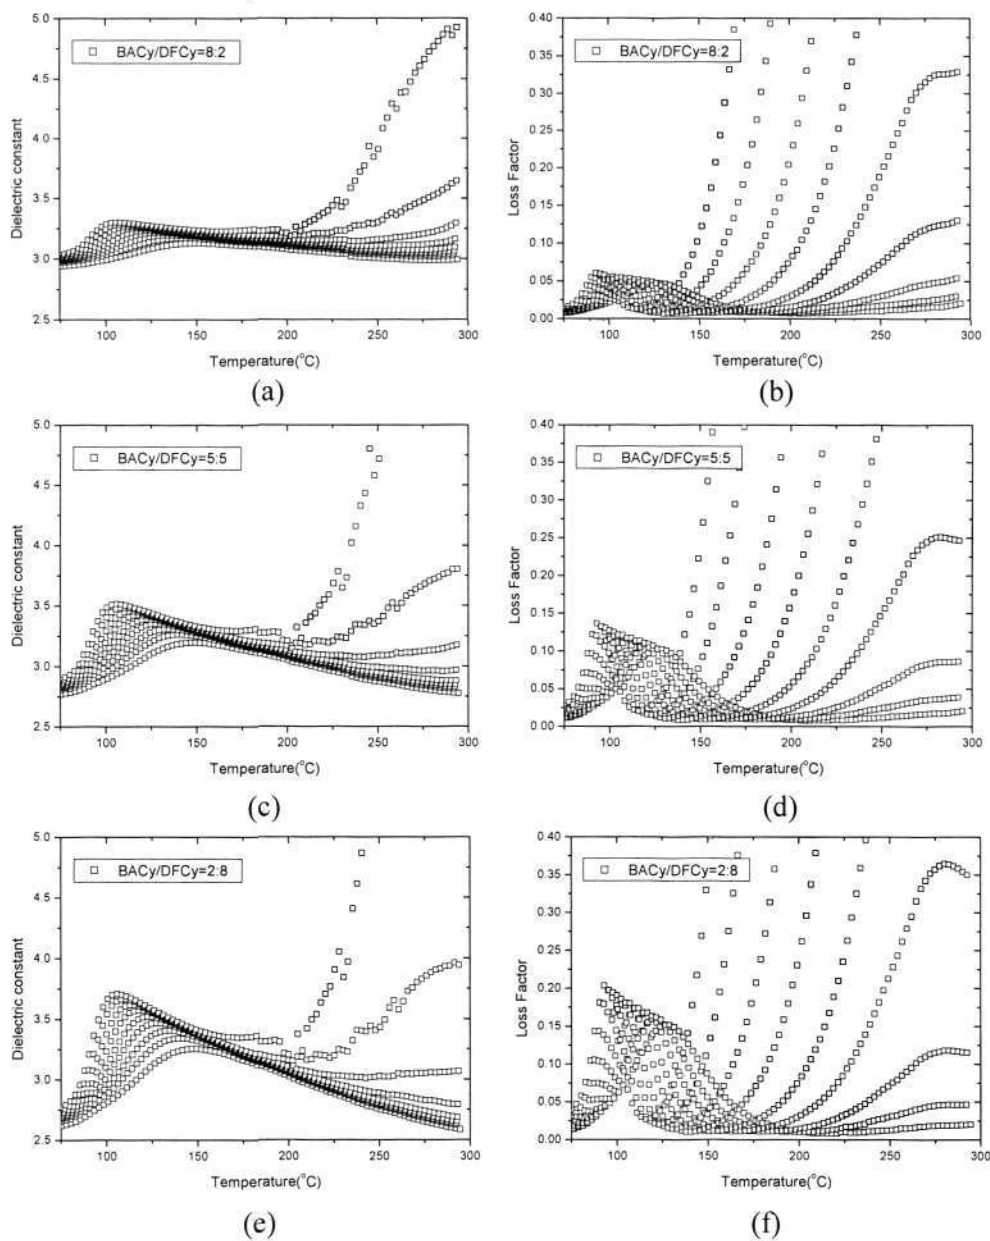 5.0 0.40
BACy/DFCy=8:2 BACy/DFCy=8:2
0.35
4.5 0.30
4.0 0.25
Dielectric constant Loss Factor
0.20
3.5 0.15
3.0 0.10
0.05
2.5 0.00
100 150 200 250 300 100 150 200 250 300
Temperature(°C) Temperature(°C)
(a) (b)
5.0 0.40
BACy/DFCy=5:5 BACy/DFCy=5:5
0.35
4.5 0.30
4.0 0.25
Dielectric constant Loss Factor
0.20
3.5 0.15
3.0 0.10
0.05
2.5 0.00
100 150 200 250 300 100 150 200 250 300
Temperature(°C) Temperature(°C)
(c) (d)
5.0 0.40
BACy/DFCy=2:8 BACy/DFCy=2:8
0.35
4.5 0.30
4.0 0.25
Dielectric constant Loss Factor
0.20
3.5 0.15
3.0 0.10
0.05
2.5 0.00
100 150 200 250 300 100 150 200 250 300
Temperature(°C) Temperature(°C)
(e) (f)